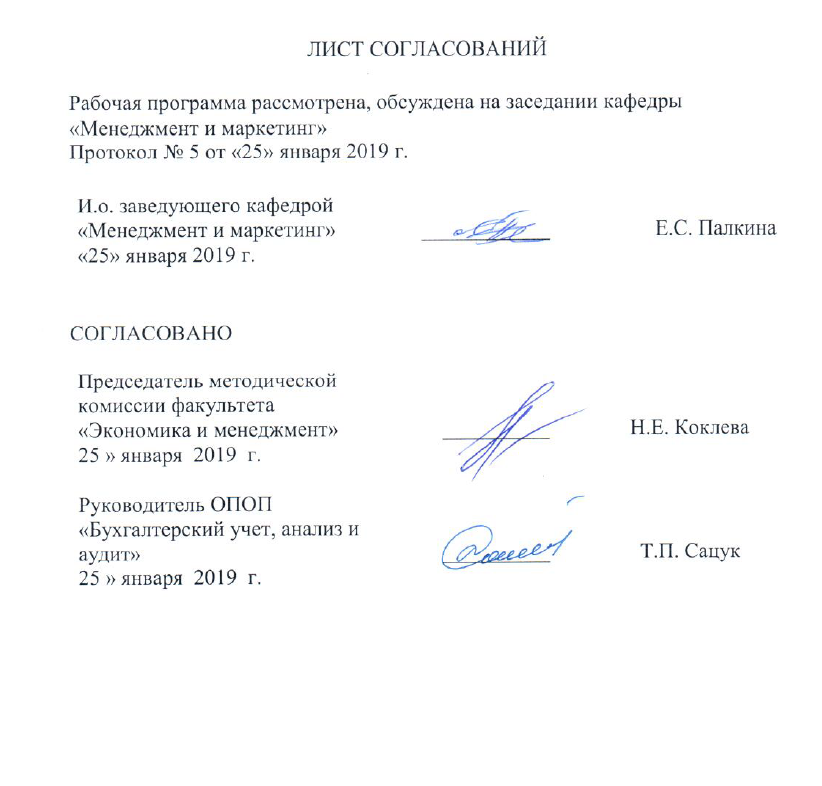 ЛИСТ СОГЛАСОВАНИЙ
Рабочая программа рассмотрена, обсуждена на заседании кафедры
«Менеджмент и маркетинг»
Протокол № 5 от «25» января 2019 г.
И.о. заведующего кафедрой
«Менеджмент и маркетинг» Е.С. Палкина
«25» января 2019 г.
СОГЛАСОВАНО
Председатель методической
комиссии факультета
«Экономика и менеджмент» Н.Е. Коклева
25 » января 2019 г.
Руководитель ОПОП
«Бухгалтерский учет, анализ и
аудит» Т.П. Сацук
25 » января 2019 г.